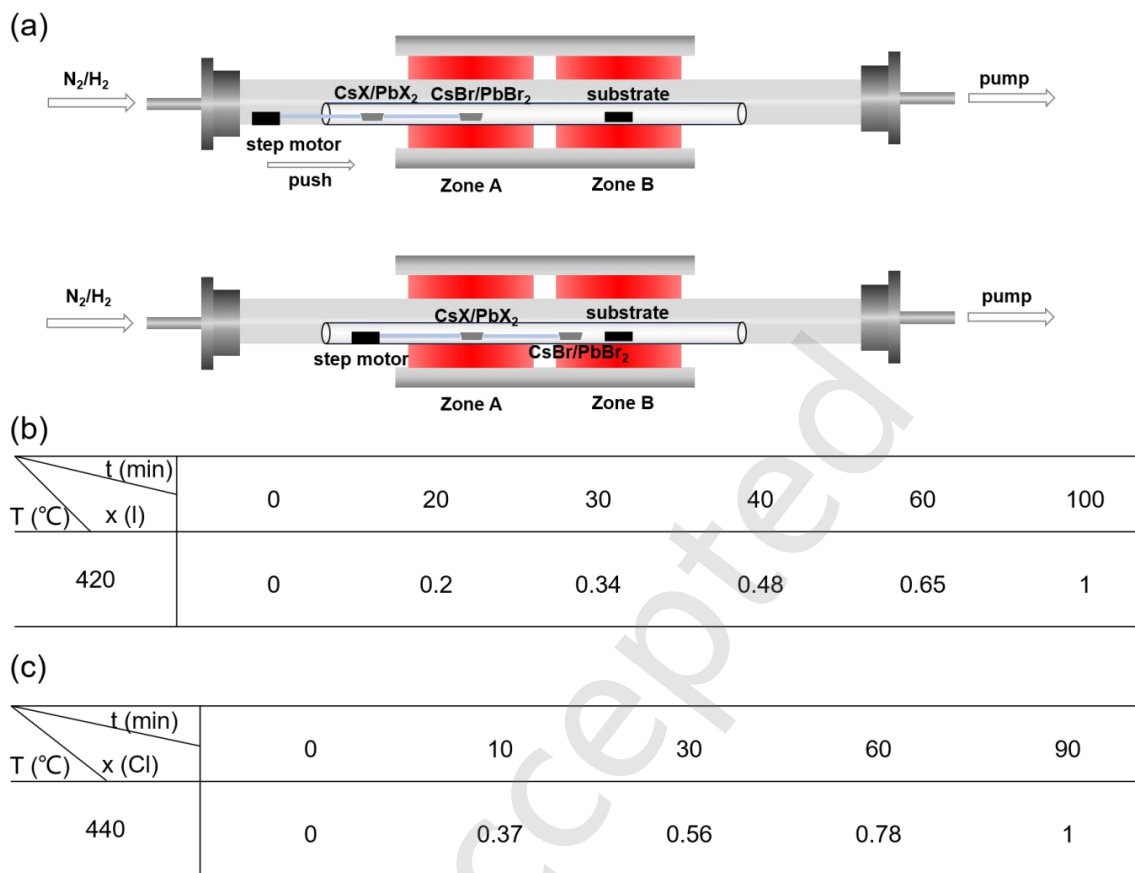 (a)
N₂/H₂
CsX/PbX₂ CsBr/PbBr₂ substrate
pump
step motor
push
Zone A Zone B
N₂/H₂
CsX/PbX₂ substrate
pump
step motor CsBr/PbBr₂
Zone A Zone B
(b)
t (min) 0 20 30 40 60 100
T (℃) x (I)
420 0 0.2 0.34 0.48 0.65 1
(c)
t (min) 0 10 30 60 90
T (℃) x (Cl)
440 0 0.37 0.56 0.78 1
ccepted